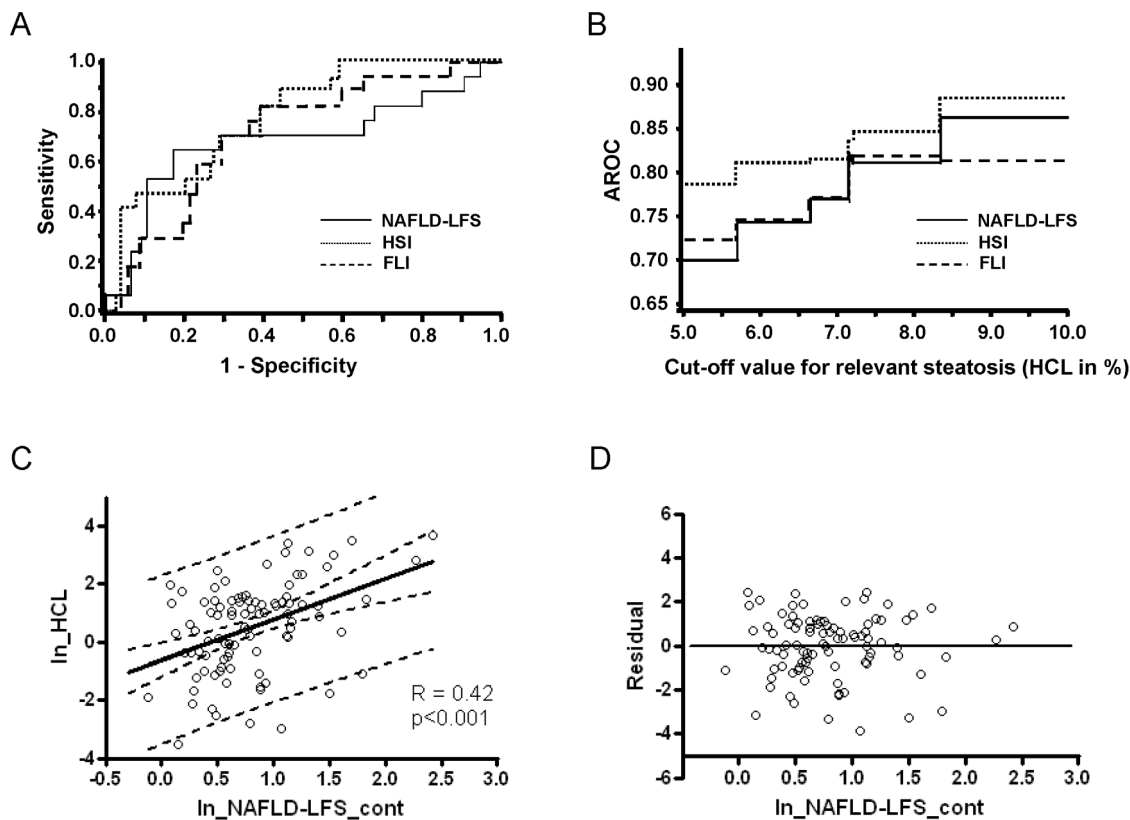 A
Sensitivity
1.0
0.8
0.6
0.4
0.2
0.0
NAFLD-LFS
HSI
FLI
0.0 0.2 0.4 0.6 0.8 1.0
1 - Specificity
B
AROC
0.90
0.85
0.80
0.75
0.70
0.65
NAFLD-LFS
HSI
FLI
5.0 6.0 7.0 8.0 9.0 10.0
Cut-off value for relevant steatosis (HCL in %)
C
ln_HCL
4
2
0
-2
-4
R = 0.42
p<0.001
-0.5 0.0 0.5 1.0 1.5 2.0 2.5 3.0
ln_NAFLD-LFS_cont
D
Residual
6
4
2
0
-2
-4
-6
0.0 0.5 1.0 1.5 2.0 2.5 3.0
ln_NAFLD-LFS_cont